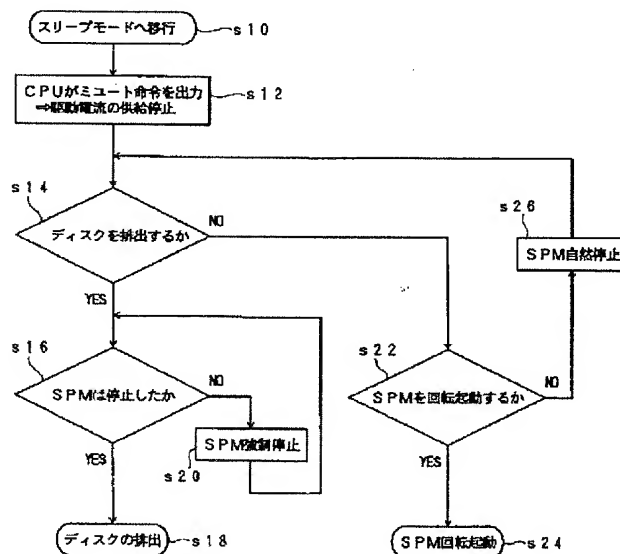 スリープモードへ移行
s10
CPUがミュート命令を出力
⇒駆動電流の供給停止
s12
s14
ディスクを排出するか
NO
YES
s26
SPM自然停止
s16
SPMは停止したか
NO
YES
s20
SPM強制停止
s22
SPMを回転起動するか
NO
YES
ディスクの排出
s18
SPM回転起動
s24